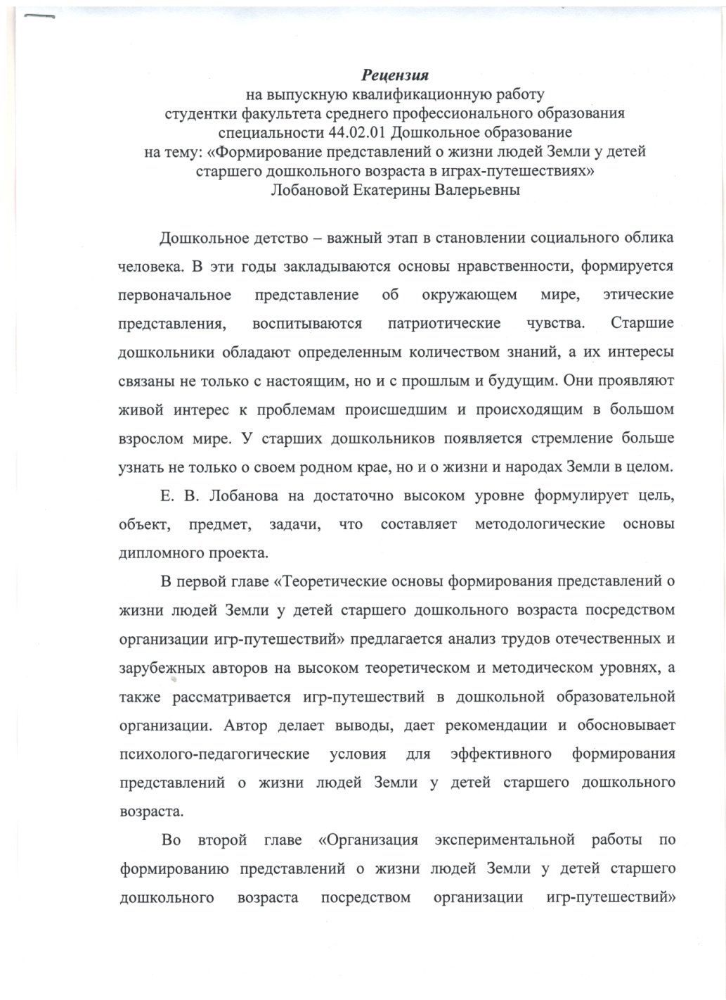 Рецензия
на выпускную квалификационную работу
студентки факультета среднего профессионального образования
специальности 44.02.01 Дошкольное образование
на тему: «Формирование представлений о жизни людей Земли у детей
старшего дошкольного возраста в играх-путешествиях»
Лобановой Екатерины Валерьевны
Дошкольное детство – важный этап в становлении социального облика
человека. В эти годы закладываются основы нравственности, формируется
первоначальное представление об окружающем мире, этические
представления, воспитываются патриотические чувства. Старшие
дошкольники обладают определенным количеством знаний, а их интересы
связаны не только с настоящим, но и с прошлым и будущим. Они проявляют
живой интерес к проблемам происшедшим и происходящим в большом
взрослом мире. У старших дошкольников появляется стремление больше
узнать не только о своем родном крае, но и о жизни и народах Земли в целом.
Е. В. Лобанова на достаточно высоком уровне формулирует цель,
объект, предмет, задачи, что составляет методологические основы
дипломного проекта.
В первой главе «Теоретические основы формирования представлений о
жизни людей Земли у детей старшего дошкольного возраста посредством
организации игр-путешествий» предлагается анализ трудов отечественных и
зарубежных авторов на высоком теоретическом и методическом уровнях, а
также рассматривается игр-путешествий в дошкольной образовательной
организации. Автор делает выводы, дает рекомендации и обосновывает
психолого-педагогические условия для эффективного формирования
представлений о жизни людей Земли у детей старшего дошкольного
возраста.
Во второй главе «Организация экспериментальной работы по
формированию представлений о жизни людей Земли у детей старшего
дошкольного возраста посредством организации игр-путешествий»